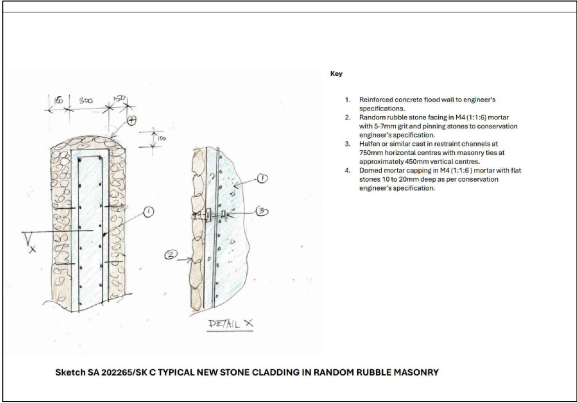 Key
1. Reinforced concrete flood wall to engineer's
specifications.
2. Random rubble stone facing in M4 (1:1:6) mortar
with 5-7mm grit and pinning stones to conservation
engineer's specification.
3. Halfen or similar cast in restraint channels at
750mm horizontal centres with masonry ties at
approximately 450mm vertical centres.
4. Domed mortar capping in M4 (1:1:6 ) mortar with flat
stones 10 to 20mm deep as per conservation
engineer's specification.
150 300 150
4
100
1
1
3
X
2
DETAIL X
Sketch SA 202265/SK C TYPICAL NEW STONE CLADDING IN RANDOM RUBBLE MASONRY